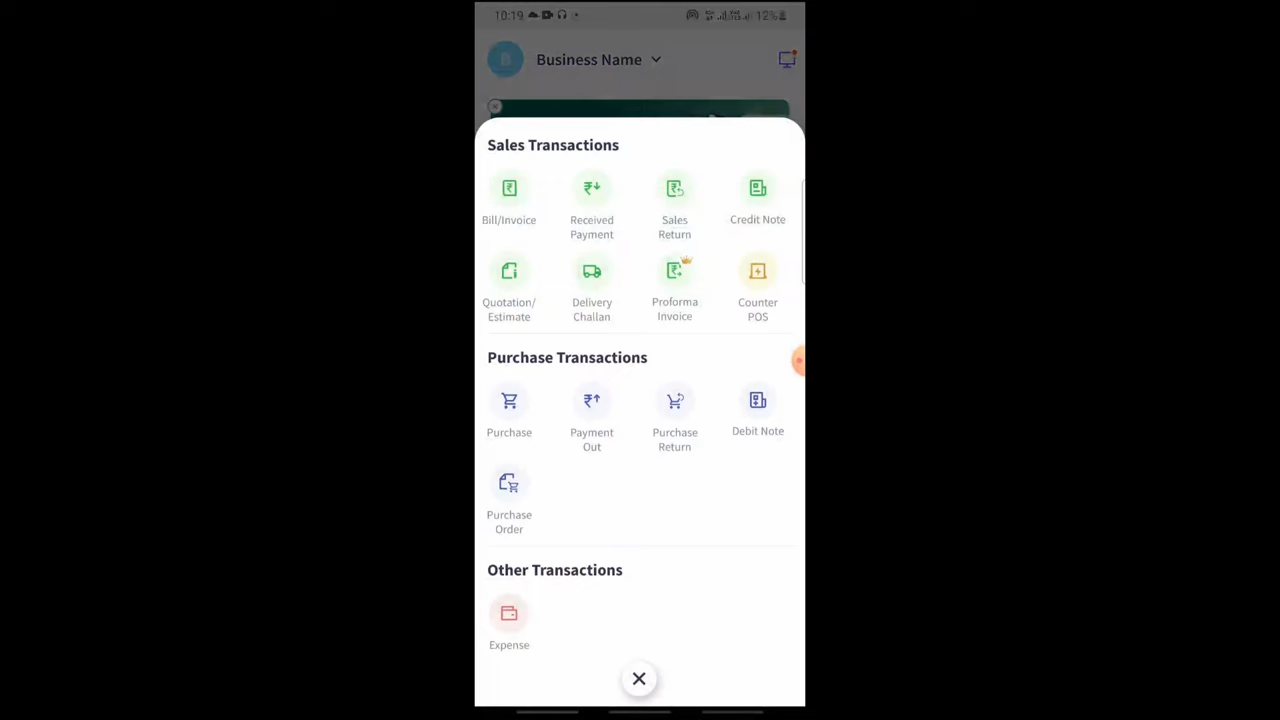 10:19
12%
Business Name
Sales Transactions
Bill/Invoice
Received
Payment
Sales
Return
Credit Note
Quotation/
Estimate
Delivery
Challan
Proforma
Invoice
Counter
POS
Purchase Transactions
Purchase
Payment
Out
Purchase
Return
Debit Note
Purchase
Order
Other Transactions
Expense